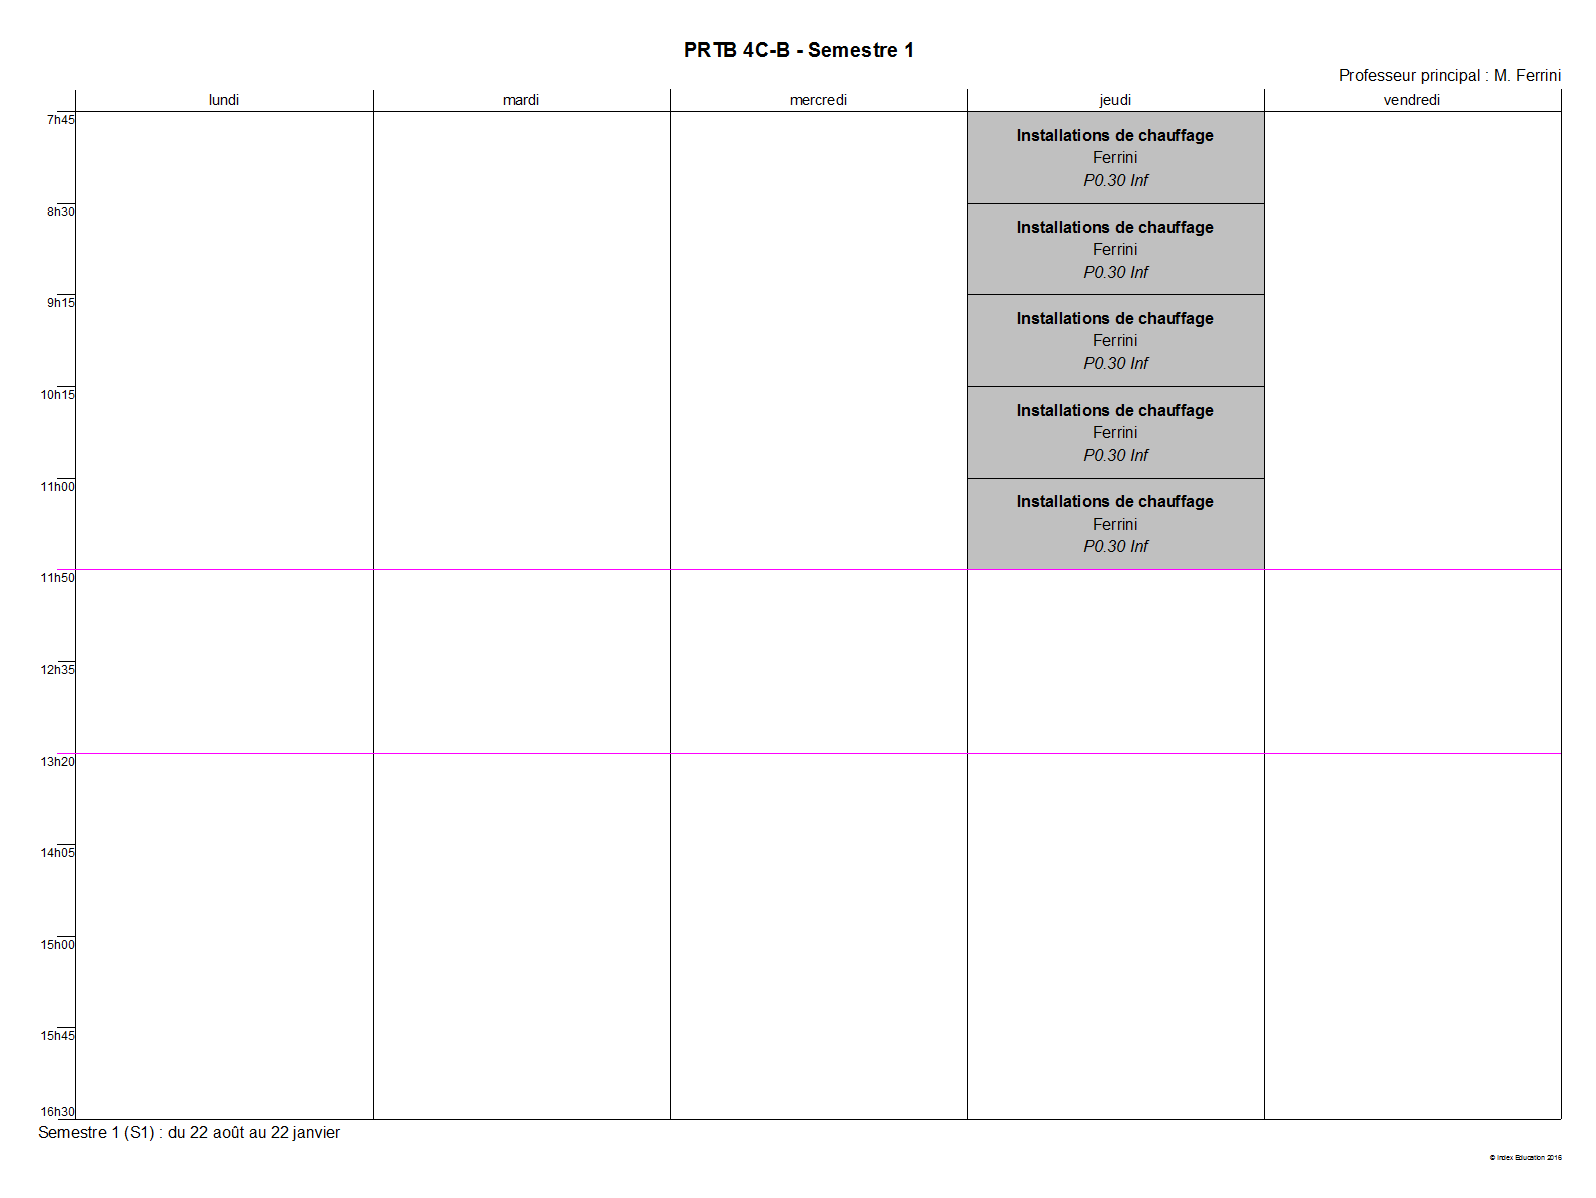 PRTB 4C-B - Semestre 1
Professeur principal : M. Ferrini
lundi
mardi
mercredi
jeudi
vendredi
7h45
Installations de chauffage
Ferrini
P0.30 Inf
8h30
Installations de chauffage
Ferrini
P0.30 Inf
9h15
Installations de chauffage
Ferrini
P0.30 Inf
10h15
Installations de chauffage
Ferrini
P0.30 Inf
11h00
Installations de chauffage
Ferrini
P0.30 Inf
11h50
12h35
13h20
14h05
15h00
15h45
16h30
Semestre 1 (S1) : du 22 août au 22 janvier
© Index Education 2016